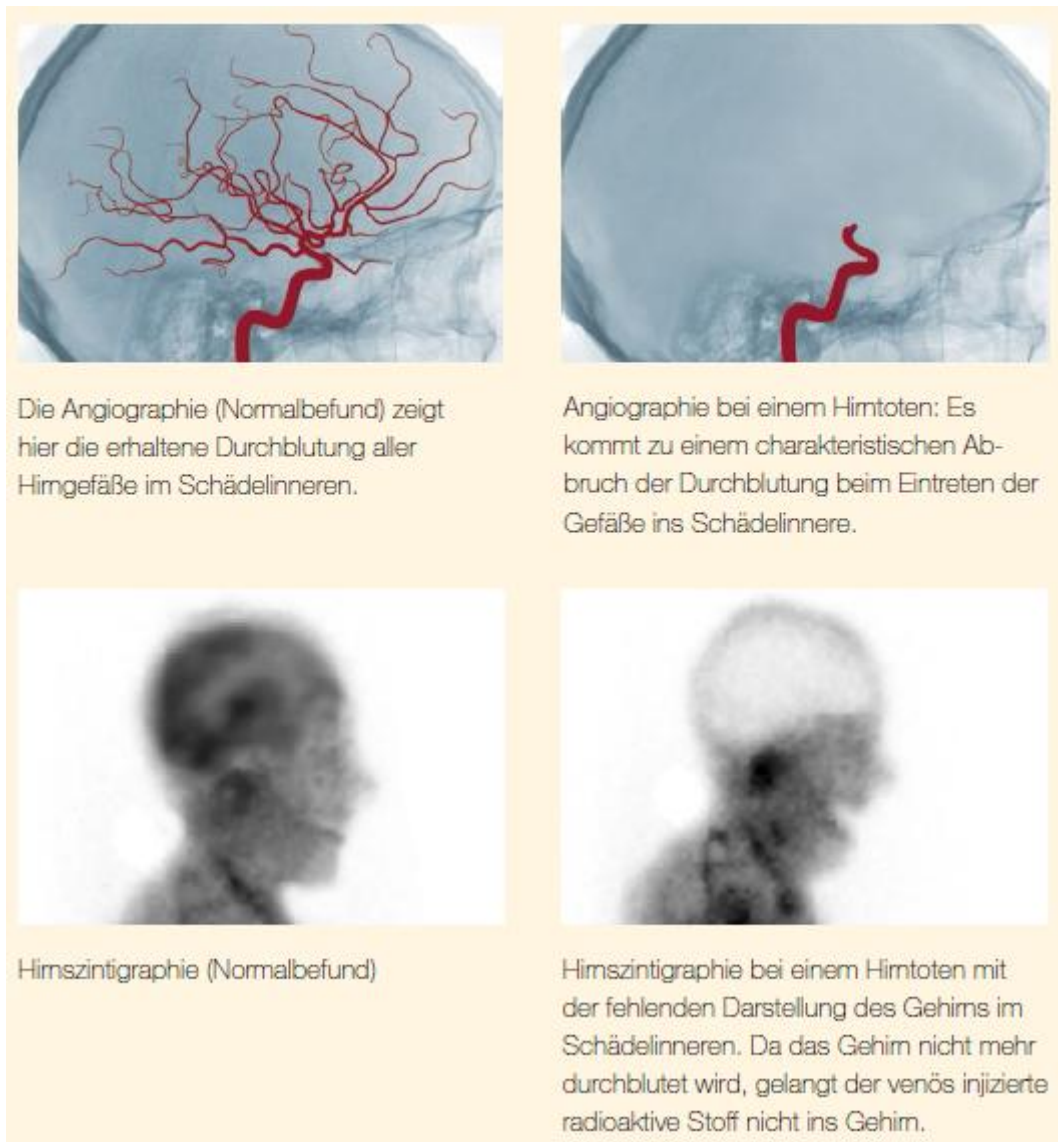 Die Angiographie (Normalbefund) zeigt
hier die erhaltene Durchblutung aller
Hirngefäße im Schädelinneren.
Angiographie bei einem Hirntoten: Es
kommt zu einem charakteristischen Ab-
bruch der Durchblutung beim Eintreten der
Gefäße ins Schädelinnere.
Hirnszintigraphie (Normalbefund)
Hirnszintigraphie bei einem Hirntoten mit
der fehlenden Darstellung des Gehirns im
Schädelinneren. Da das Gehirn nicht mehr
durchblutet wird, gelangt der venös injizierte
radioaktive Stoff nicht ins Gehirn.